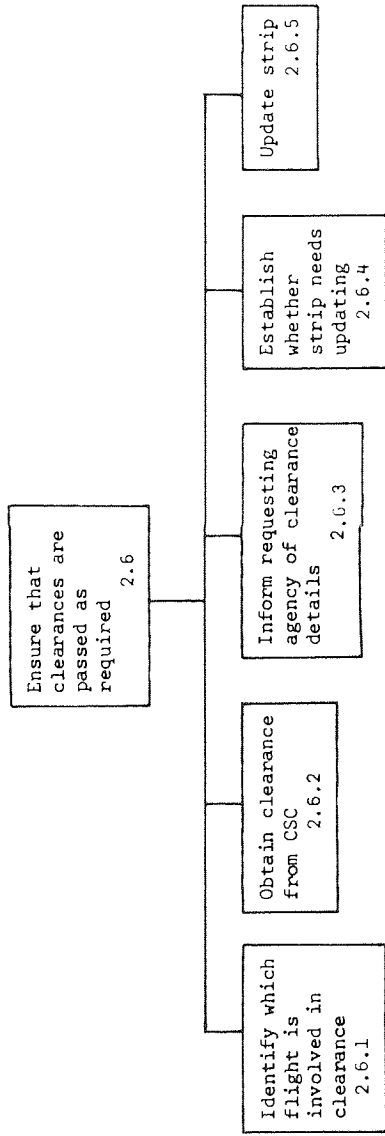 Ensure that
clearances are
passed as
required
2.6
Identify which
flight is
involved in
clearance
2.6.1
Obtain clearance
from CSC
2.6.2
Inform requesting
agency of clearance
details
2.6.3
Establish
whether
strip needs
updating
2.6.4
Update strip
2.6.5